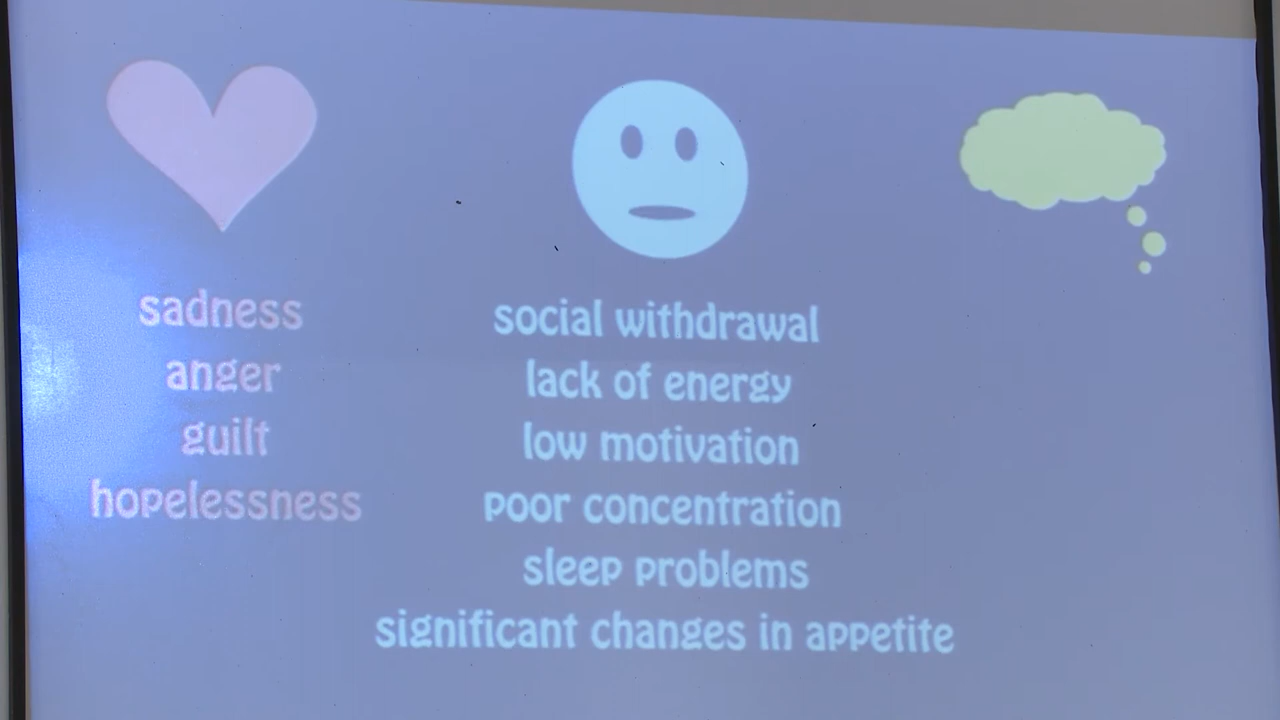 sadness
anger
guilt
hopelessness
social withdrawal
lack of energy
low motivation
poor concentration
sleep problems
significant changes in appetite